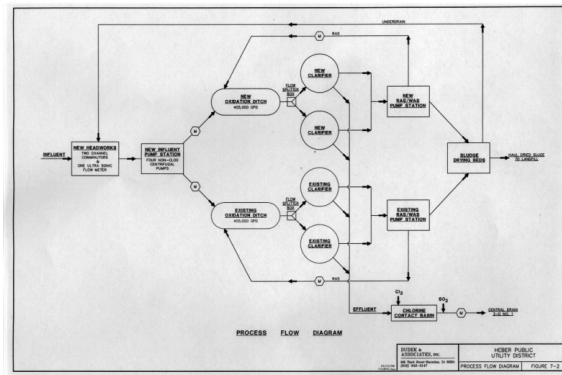 UNDERDRAIN
M
RAS
NEW
OXIDATION DITCH
405,000 GPD
FLOW
SPLITTER
BOX
NEW
CLARIFIER
NEW
CLARIFIER
NEW
RAS/WAS
PUMP STATION
M
INFLUENT
NEW HEADWORKS
TWO CHANNEL
COMMINUTORS
&
ONE ULTRA SONIC
FLOW METER
NEW INFLUENT
PUMP STATION
FOUR NON-CLOG
CENTRIFUGAL
PUMPS
SLUDGE
DRYING BEDS
HAUL DRIED SLUDGE
TO LANDFILL
M
EXISTING
OXIDATION DITCH
405,000 GPD
FLOW
SPLITTER
BOX
EXISTING
CLARIFIER
EXISTING
CLARIFIER
EXISTING
RAS/WAS
PUMP STATION
M
RAS
Cl2
SO2
EFFLUENT
CHLORINE
CONTACT BASIN
M
CENTRAL DRAIN
PROCESS FLOW DIAGRAM
DUDEK &
ASSOCIATES, INC.
HEBER PUBLIC
UTILITY DISTRICT
PROCESS FLOW DIAGRAM
FIGURE 7-2